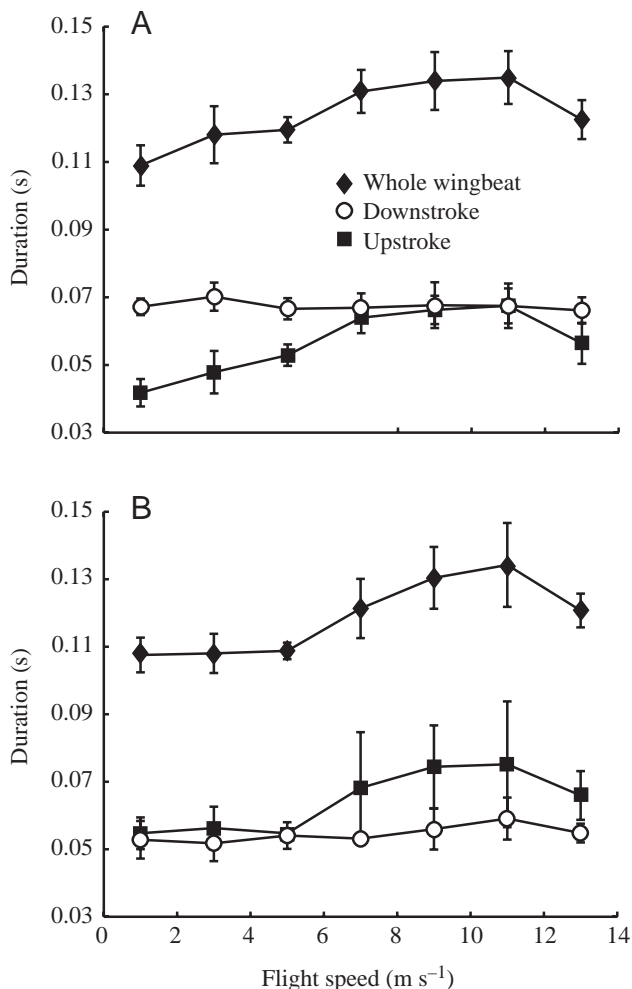 A
0.15
0.13
0.11
0.09
0.07
0.05
0.03
Duration (s)
Whole wingbeat
Downstroke
Upstroke
B
0.15
0.13
0.11
0.09
0.07
0.05
0.03
Duration (s)
0 2 4 6 8 10 12 14
Flight speed (m s⁻¹)